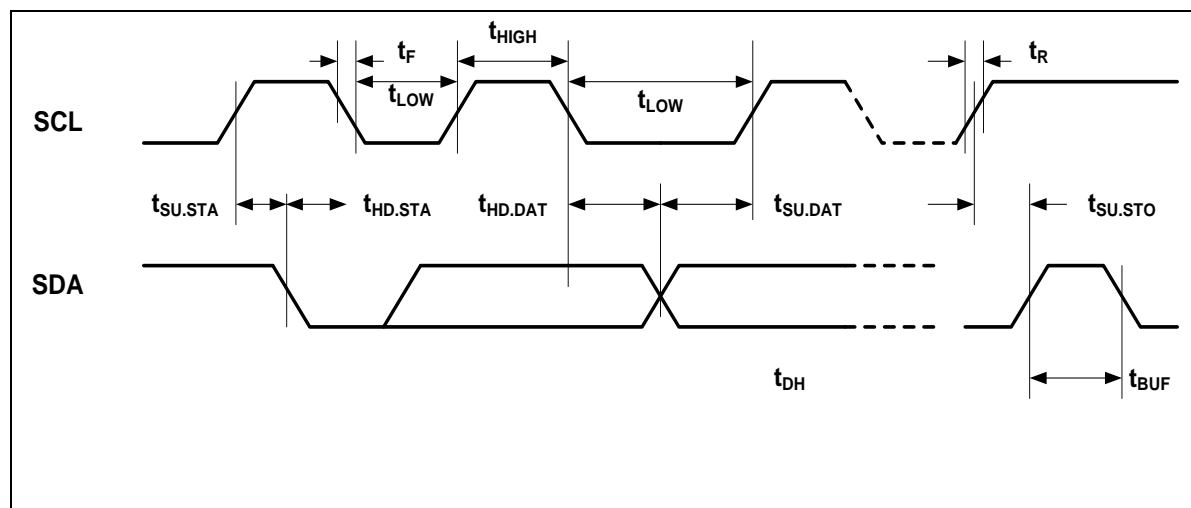 tHIGH
tF
tR
tLOW
tLOW
SCL
tSU.STA
tHD.STA
tHD.DAT
tSU.DAT
tSU.STO
SDA
tDH
tBUF